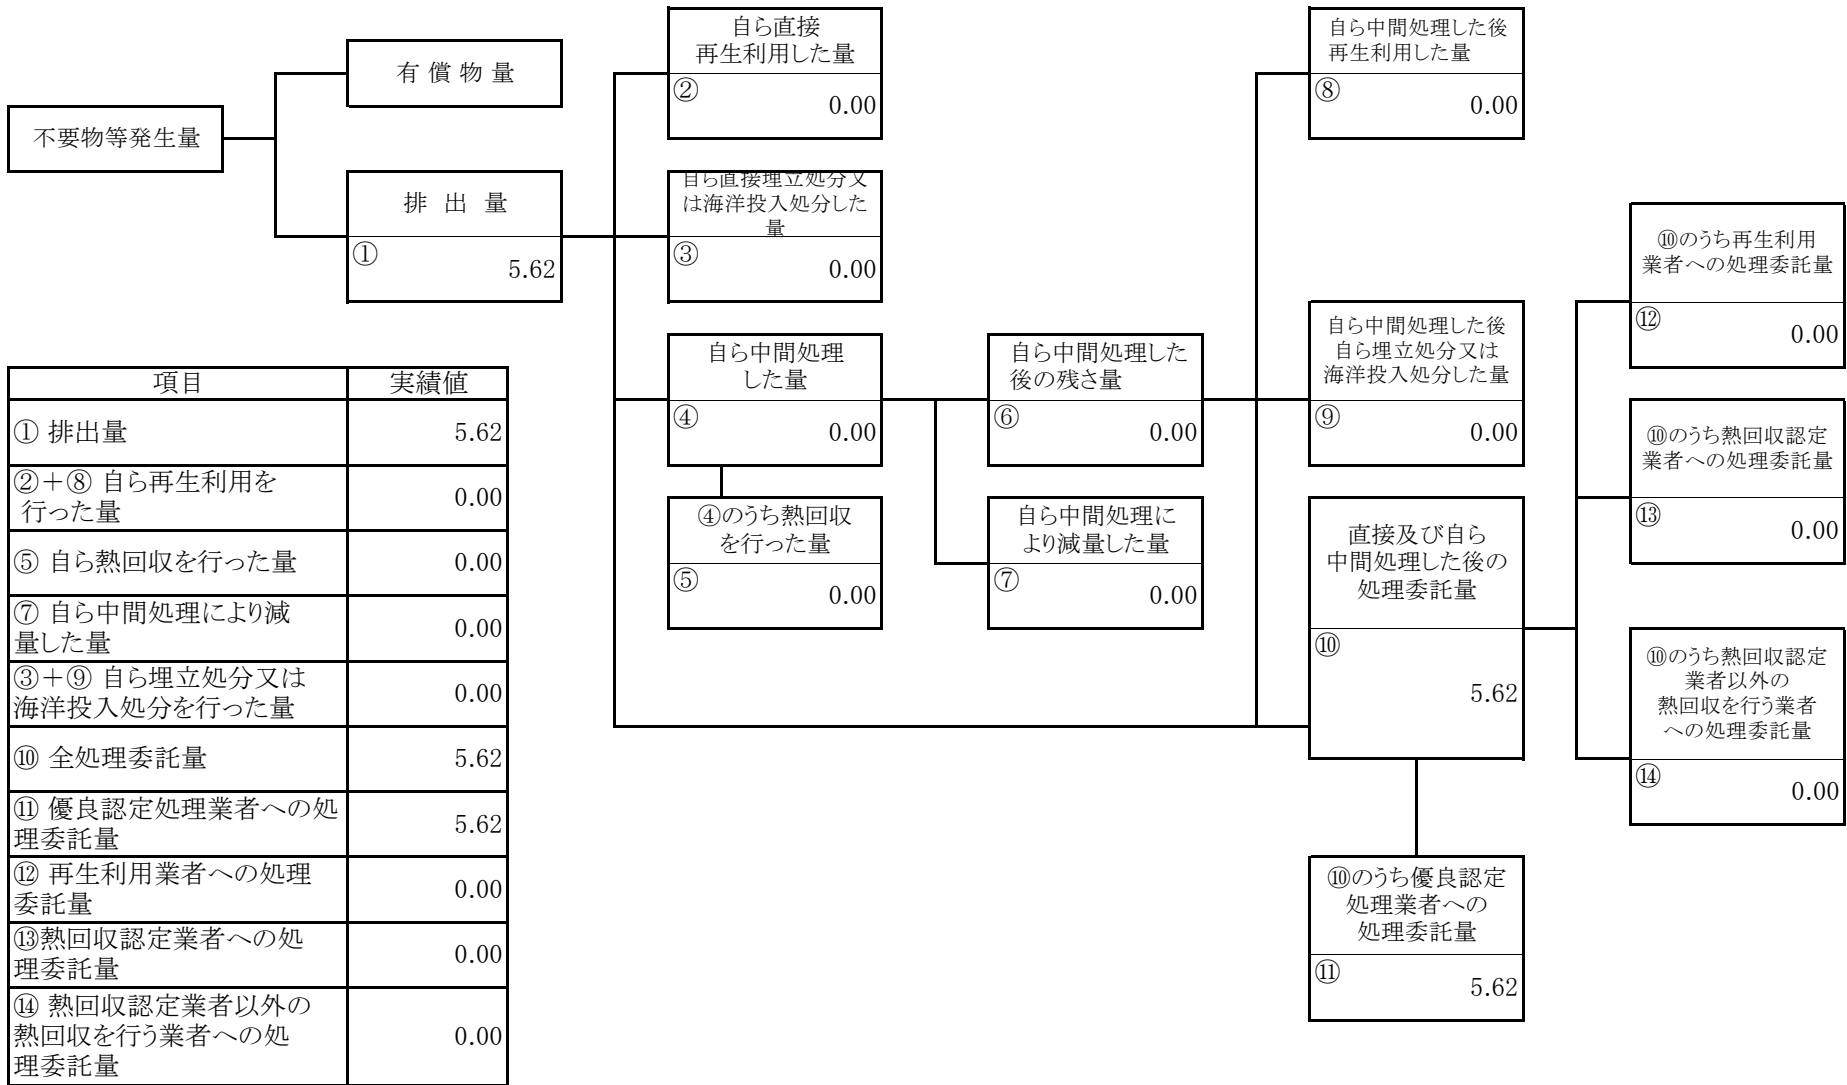 不要物等発生量
有償物量
排出量
①
5.62
自ら直接
再生利用した量
②
0.00
自ら直接埋立処分又
は海洋投入処分した
量
③
0.00
自ら中間処理
した量
④
0.00
④のうち熱回収
を行った量
⑤
0.00
自ら中間処理した
後の残さ量
⑥
0.00
自ら中間処理に
より減量した量
⑦
0.00
自ら中間処理した後
再生利用した量
⑧
0.00
自ら中間処理した後
自ら埋立処分又は
海洋投入処分した量
⑨
0.00
直接及び自ら
中間処理した後の
処理委託量
⑩
5.62
⑩のうち優良認定
処理業者への
処理委託量
⑪
5.62
⑩のうち再生利用
業者への処理委託量
⑫
0.00
⑩のうち熱回収認定
業者への処理委託量
⑬
0.00
⑩のうち熱回収認定
業者以外の
熱回収を行う業者
への処理委託量
⑭
0.00
項目 実績値
① 排出量 5.62
②+⑧ 自ら再生利用を
行った量 0.00
⑤ 自ら熱回収を行った量 0.00
⑦ 自ら中間処理により減
量した量 0.00
③+⑨ 自ら埋立処分又は
海洋投入処分を行った量 0.00
⑩ 全処理委託量 5.62
⑪ 優良認定処理業者への処
理委託量 5.62
⑫ 再生利用業者への処理
委託量 0.00
⑬熱回収認定業者への処
理委託量 0.00
⑭ 熱回収認定業者以外の
熱回収を行う業者への処
理委託量 0.00